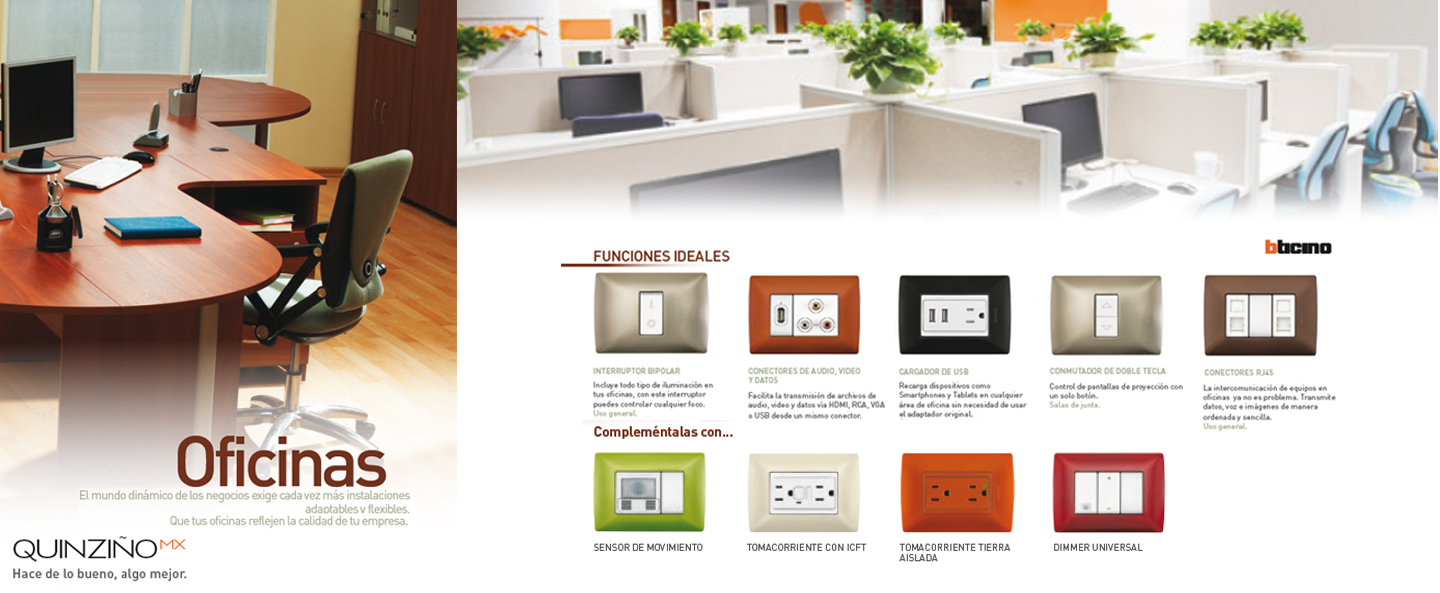 Oficinas
El mundo dinámico de los negocios exige cada vez más instalaciones
adaptables y flexibles.
Que tus oficinas reflejen la calidad de tu empresa.
QUINZIÑO MX
Hace de lo bueno, algo mejor.
FUNCIONES IDEALES
bticino
INTERRUPTOR BIPOLAR
Incluye todo tipo de iluminación en
tus oficinas, con este interruptor
puedes controlar cualquier foco.
Uso general.
CONECTORES DE AUDIO, VIDEO
Y DATOS
Facilita la transmisión de archivos de
audio, video y datos vía HDMI, RCA, VGA
o USB desde un mismo conector.
CARGADOR DE USB
Recarga dispositivos como
Smartphones y Tablets en cualquier
área de oficina sin necesidad de usar
el adaptador original.
CONMUTADOR DE DOBLE TECLA
Control de pantallas de proyección con
un solo botón.
Salas de junta.
CONECTORES RJ45
La intercomunicación de equipos en
oficinas ya no es problema. Transmite
datos, voz e imágenes de manera
ordenada y sencilla.
Uso general.
Compleméntalas con...
SENSOR DE MOVIMIENTO
TOMACORRIENTE CON ICFT
TOMACORRIENTE TIERRA
AISLADA
DIMMER UNIVERSAL